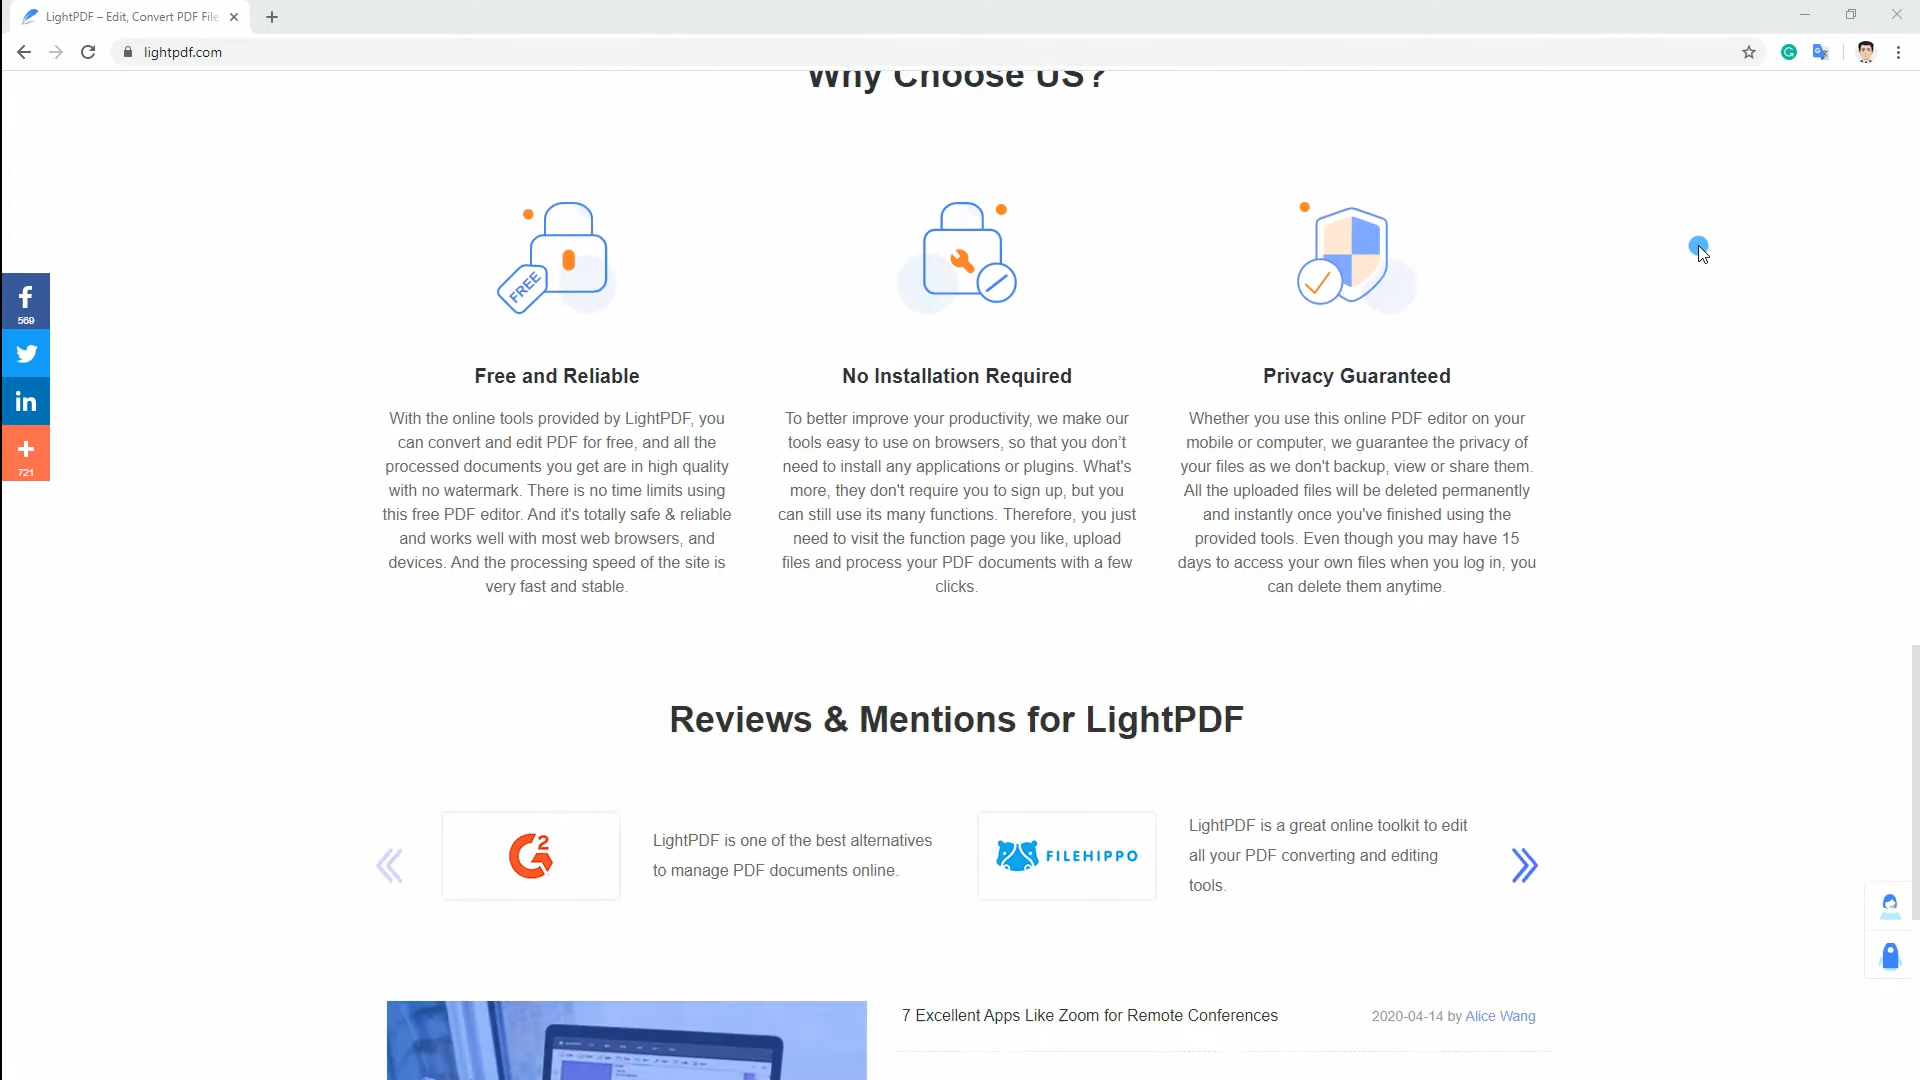 LightPDF – Edit, Convert PDF File
lightpdf.com
Why Choose US?
569
721
FREE
Free and Reliable
With the online tools provided by LightPDF, you
can convert and edit PDF for free, and all the
processed documents you get are in high quality
with no watermark. There is no time limits using
this free PDF editor. And it's totally safe & reliable
and works well with most web browsers, and
devices. And the processing speed of the site is
very fast and stable.
No Installation Required
To better improve your productivity, we make our
tools easy to use on browsers, so that you don’t
need to install any applications or plugins. What's
more, they don't require you to sign up, but you
can still use its many functions. Therefore, you just
need to visit the function page you like, upload
files and process your PDF documents with a few
clicks.
Privacy Guaranteed
Whether you use this online PDF editor on your
mobile or computer, we guarantee the privacy of
your files as we don't backup, view or share them.
All the uploaded files will be deleted permanently
and instantly once you've finished using the
provided tools. Even though you may have 15
days to access your own files when you log in, you
can delete them anytime.
Reviews & Mentions for LightPDF
G2
LightPDF is one of the best alternatives
to manage PDF documents online.
FILEHIPPO
LightPDF is a great online toolkit to edit
all your PDF converting and editing
tools.
7 Excellent Apps Like Zoom for Remote Conferences
2020-04-14 by Alice Wang